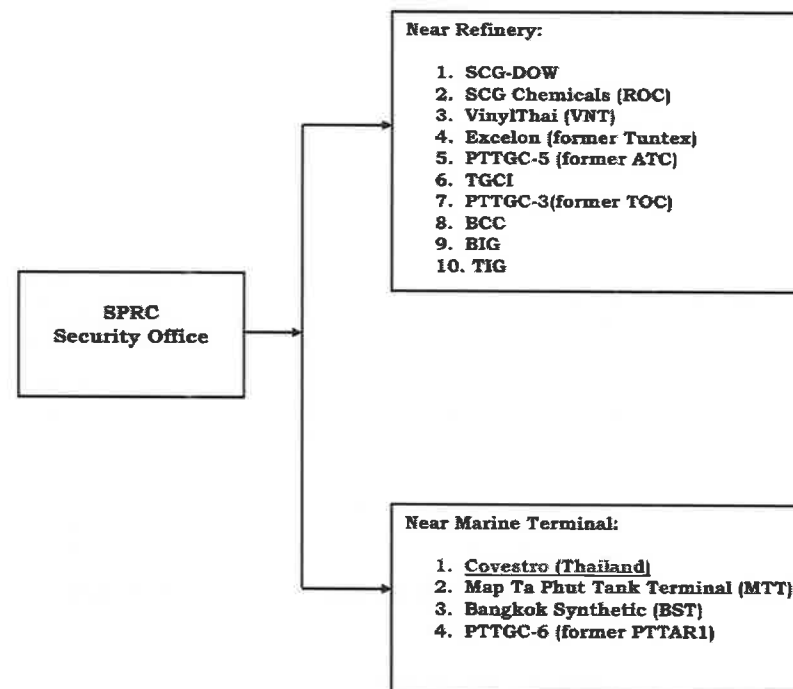 Near Refinery:
1. SCG-DOW
2. SCG Chemicals (ROC)
3. VinylThai (VNT)
4. Excelon (former Tuntex)
5. PTTGC-5 (former ATC)
6. TGCI
7. PTTGC-3(former TOC)
8. BCC
9. BIG
10. TIG
SPRC
Security Office
Near Marine Terminal:
1. Covestro (Thailand)
2. Map Ta Phut Tank Terminal (MTT)
3. Bangkok Synthetic (BST)
4. PTTGC-6 (former PTTAR1)